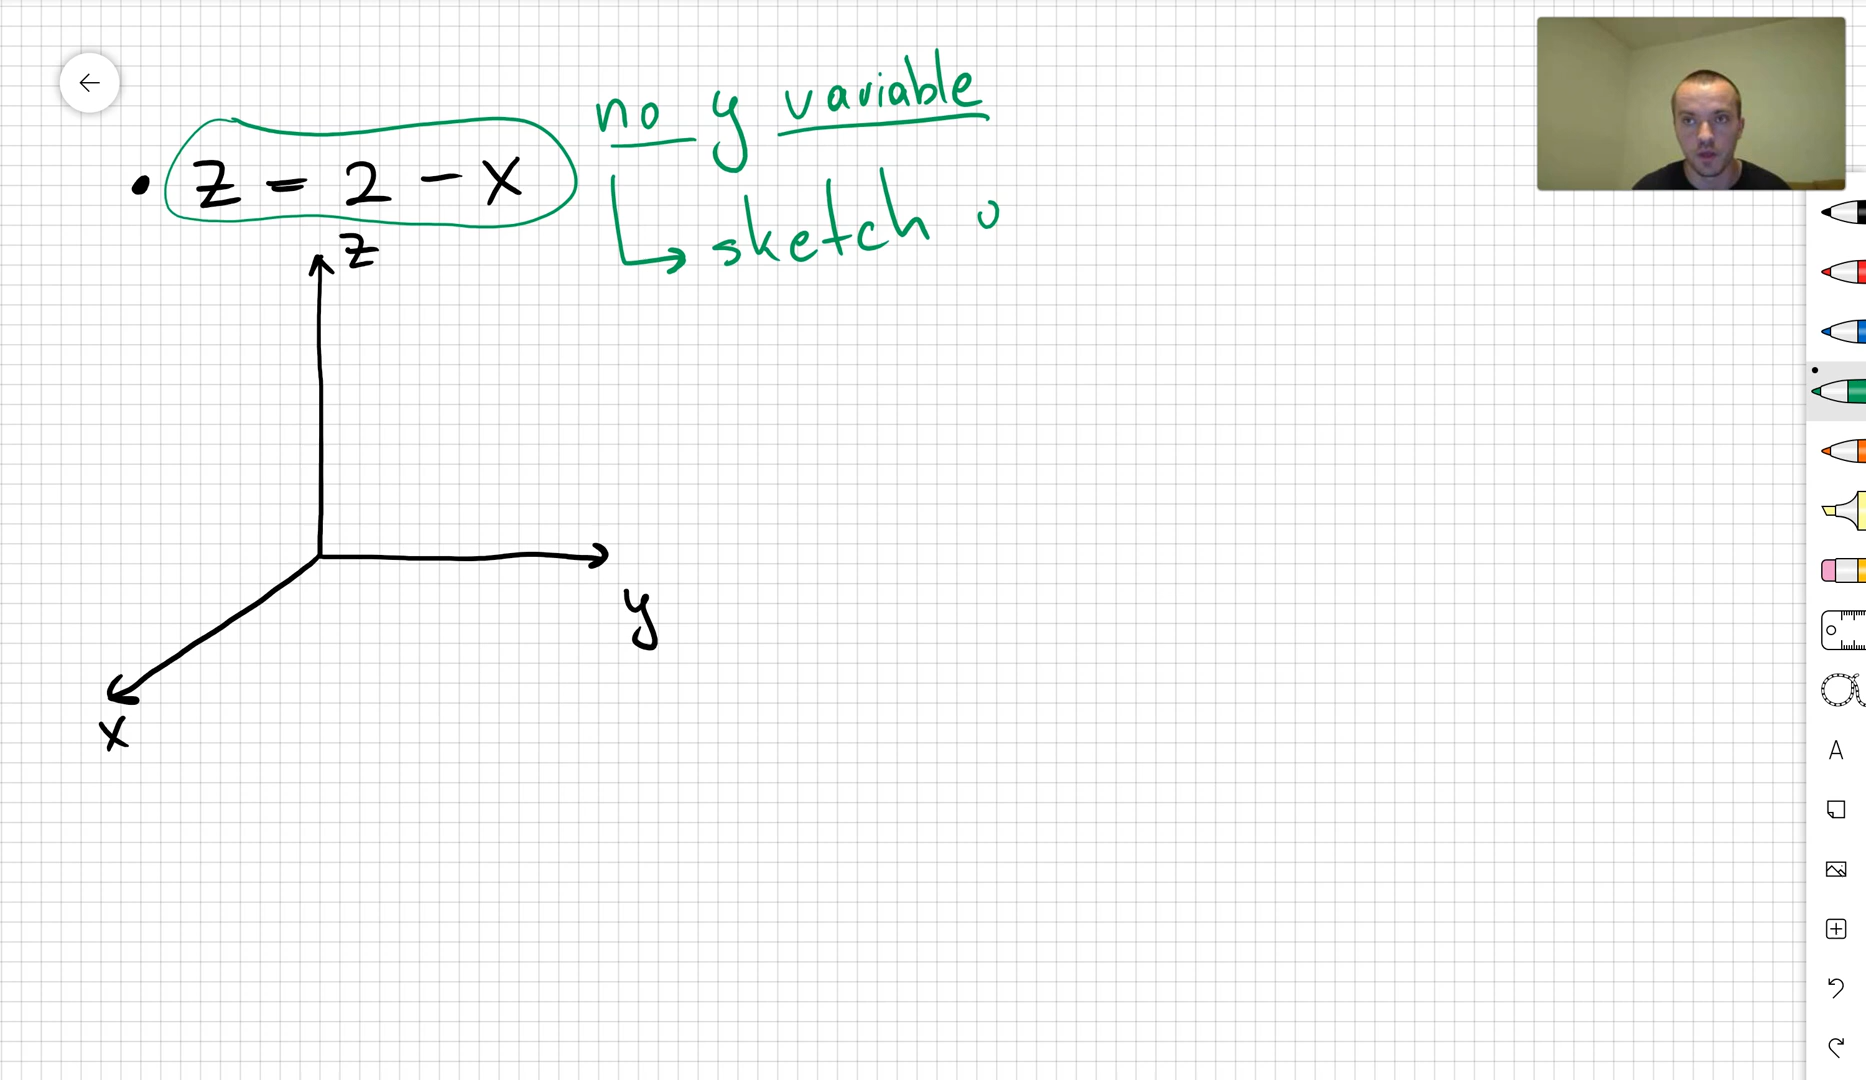 no y variable
• z = 2 - x
↳ sketch o
z
y
x
A